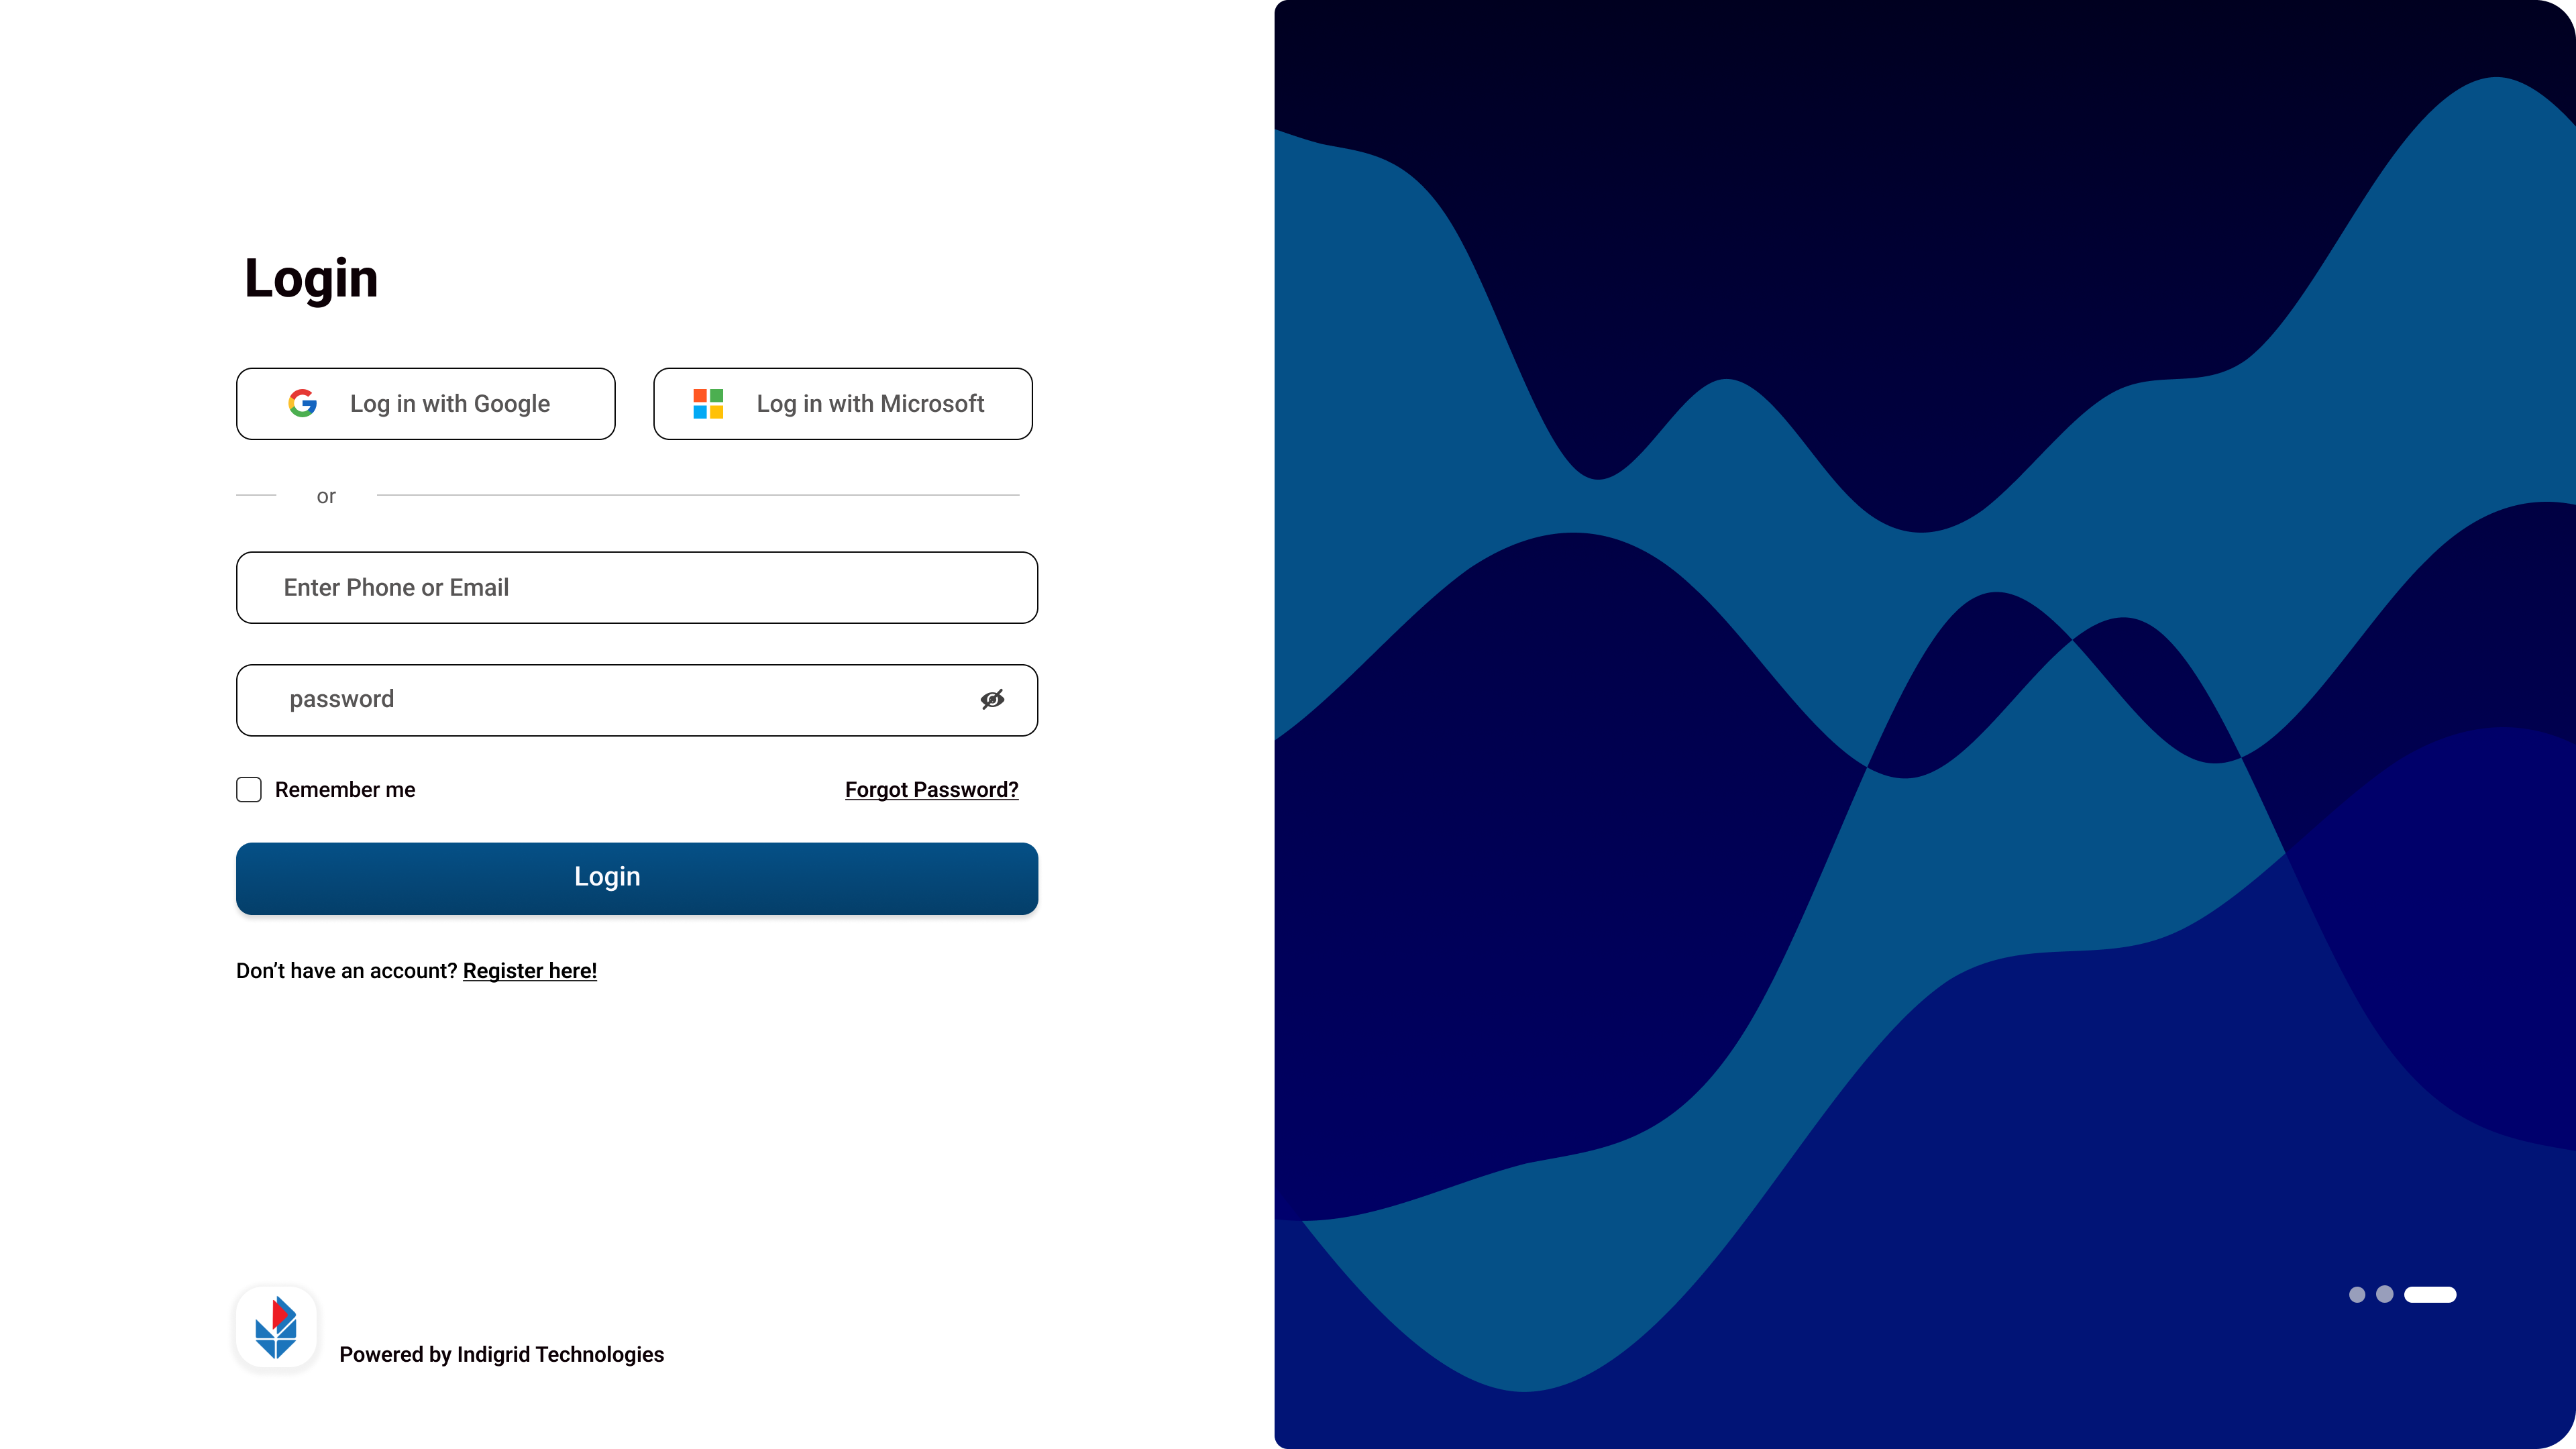 Login
Log in with Google
Log in with Microsoft
or
Enter Phone or Email
password
Remember me
Forgot Password?
Login
Don’t have an account? Register here!
Powered by Indigrid Technologies